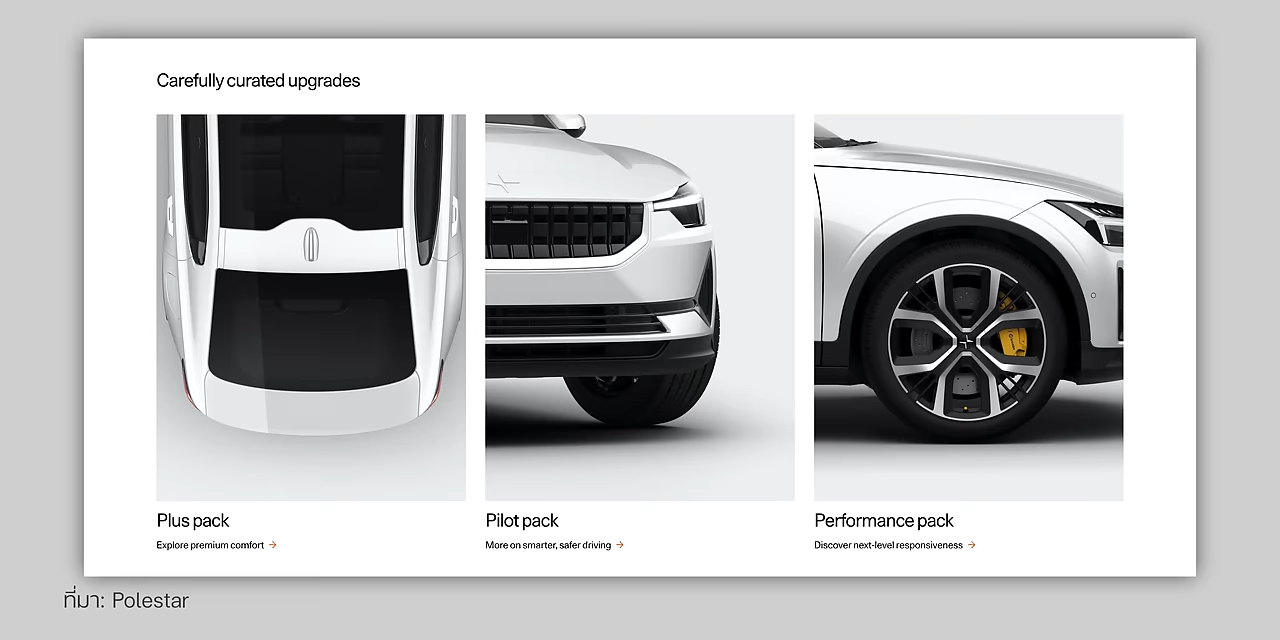 Carefully curated upgrades
Plus pack
Explore premium comfort →
Pilot pack
More on smarter, safer driving →
Performance pack
Discover next-level responsiveness →
ที่มา: Polestar